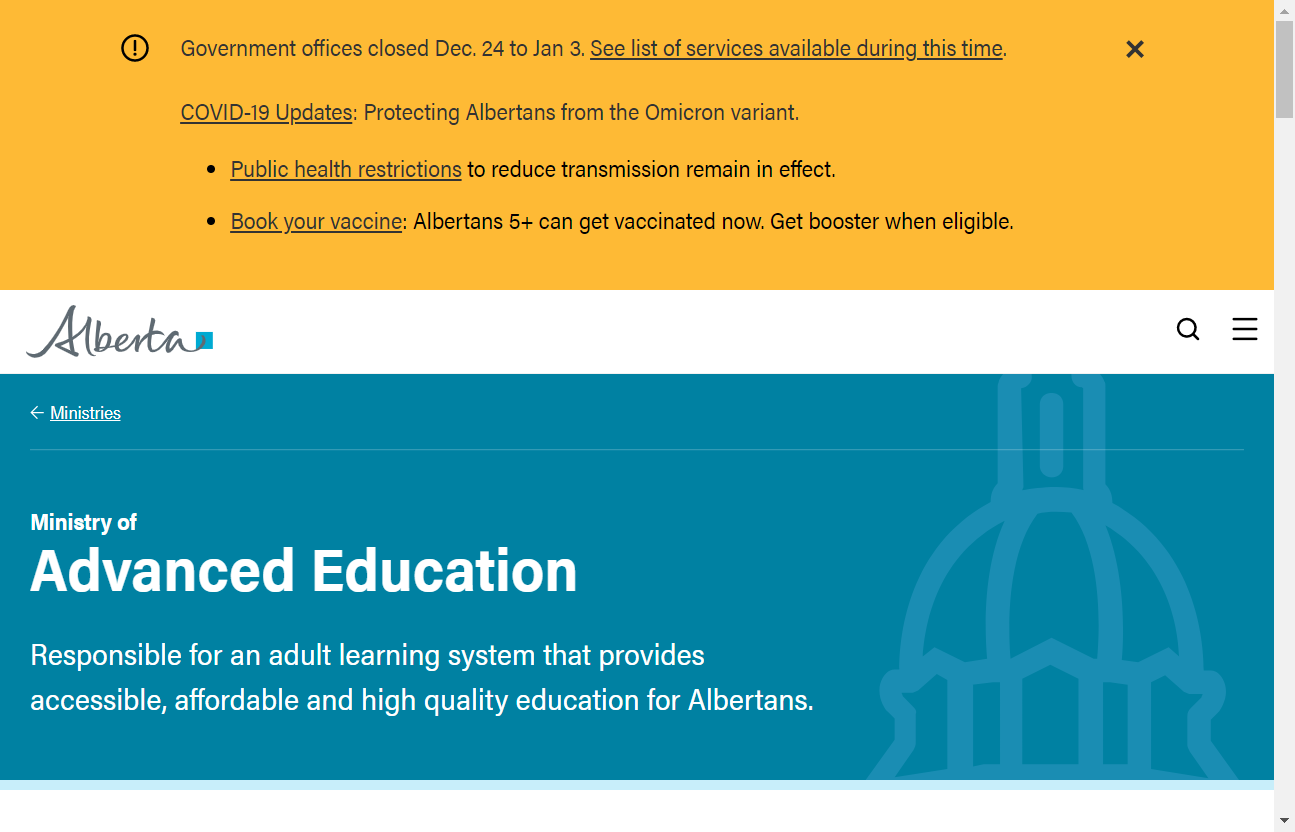 Government offices closed Dec. 24 to Jan 3. See list of services available during this time.
COVID-19 Updates: Protecting Albertans from the Omicron variant.
Public health restrictions to reduce transmission remain in effect.
Book your vaccine: Albertans 5+ can get vaccinated now. Get booster when eligible.
Alberta
Ministries
Ministry of
Advanced Education
Responsible for an adult learning system that provides
accessible, affordable and high quality education for Albertans.